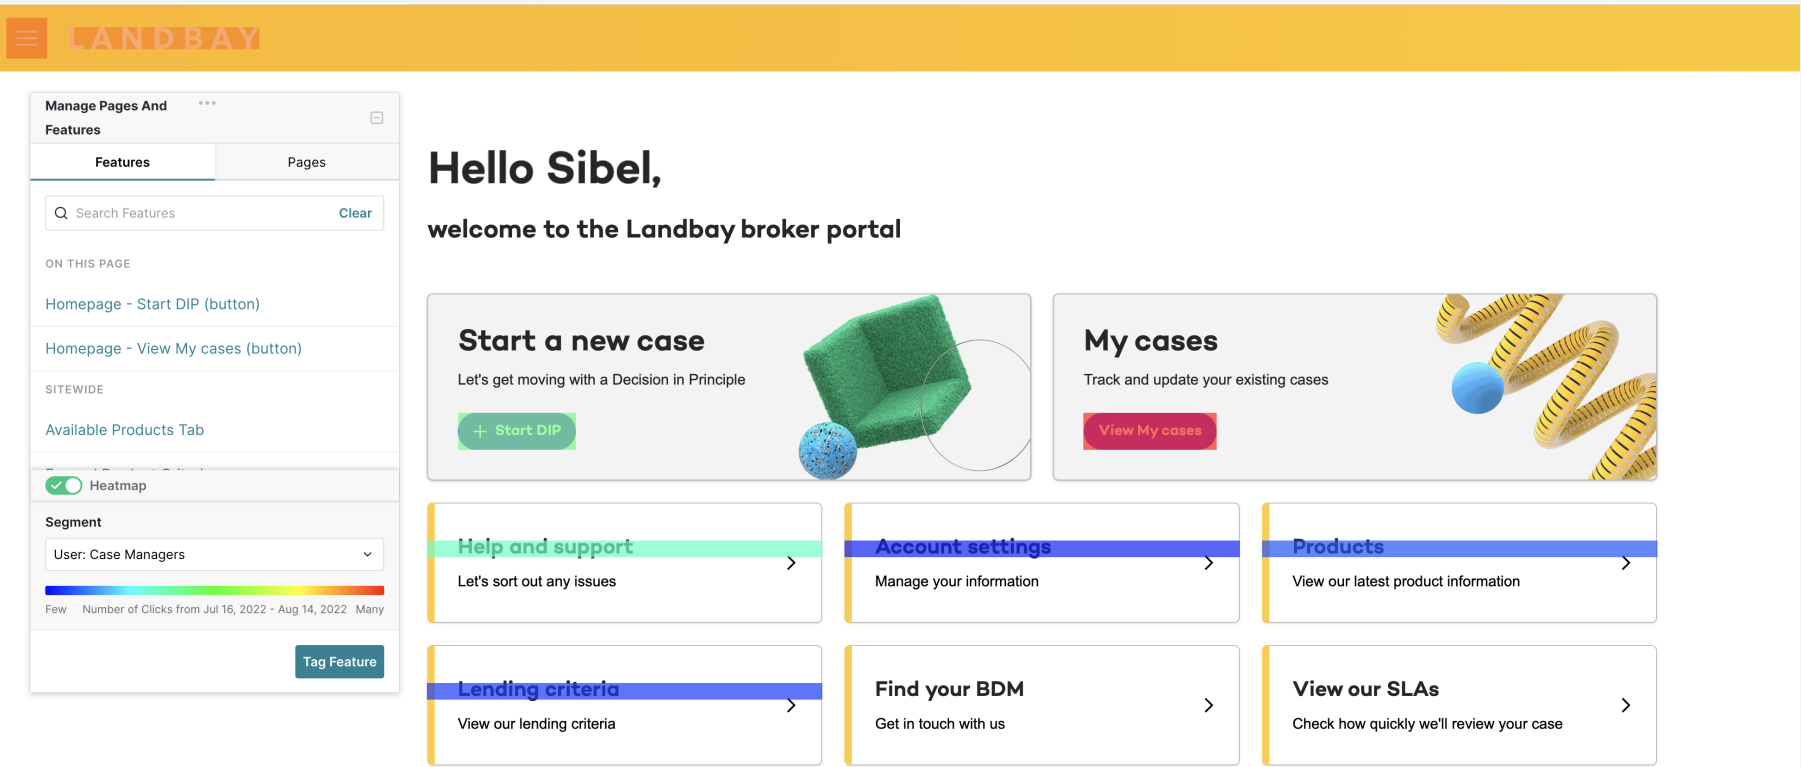 LANDBAY
Manage Pages And
Features
Features
Pages
Search Features
Clear
ON THIS PAGE
Homepage - Start DIP (button)
Homepage - View My cases (button)
SITEWIDE
Available Products Tab
Heatmap
Segment
User: Case Managers
Few
Number of Clicks from Jul 16, 2022 - Aug 14, 2022
Many
Tag Feature
Hello Sibel,
welcome to the Landbay broker portal
Start a new case
Let's get moving with a Decision in Principle
+ Start DIP
My cases
Track and update your existing cases
View My cases
Help and support
Let's sort out any issues
Account settings
Manage your information
Products
View our latest product information
Lending criteria
View our lending criteria
Find your BDM
Get in touch with us
View our SLAs
Check how quickly we'll review your case